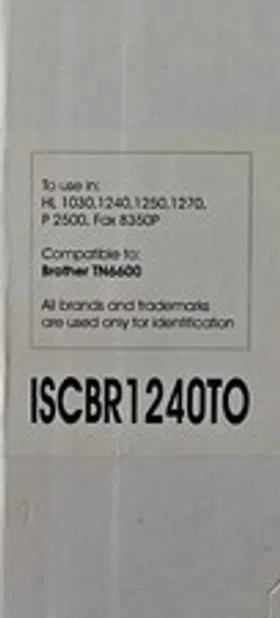 To use in:
HL 1030,1240,1250,1270,
P 2500, Fax 8350P
Compatible to:
Brother TN6600
All brands and trademarks
are used only for identification
ISCBR1240TO